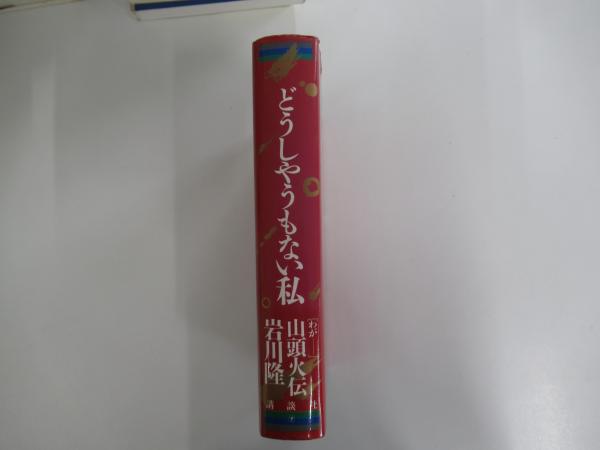 どうしやうもない私
わが
山頭火伝
岩川隆
講談社